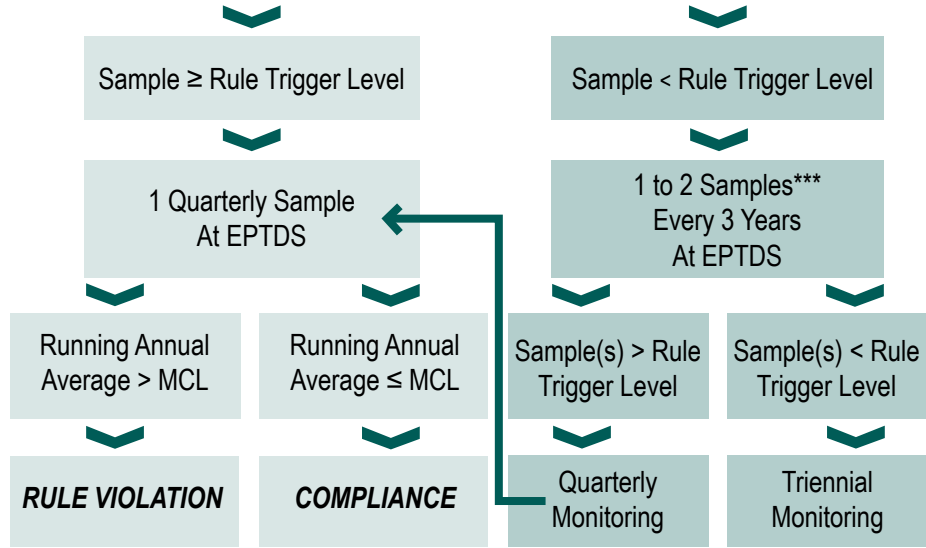 Sample ≥ Rule Trigger Level
Sample < Rule Trigger Level
1 Quarterly Sample
At EPTDS
1 to 2 Samples***
Every 3 Years
At EPTDS
Running Annual
Average > MCL
Running Annual
Average ≤ MCL
Sample(s) > Rule
Trigger Level
Sample(s) < Rule
Trigger Level
RULE VIOLATION
COMPLIANCE
Quarterly
Monitoring
Triennial
Monitoring